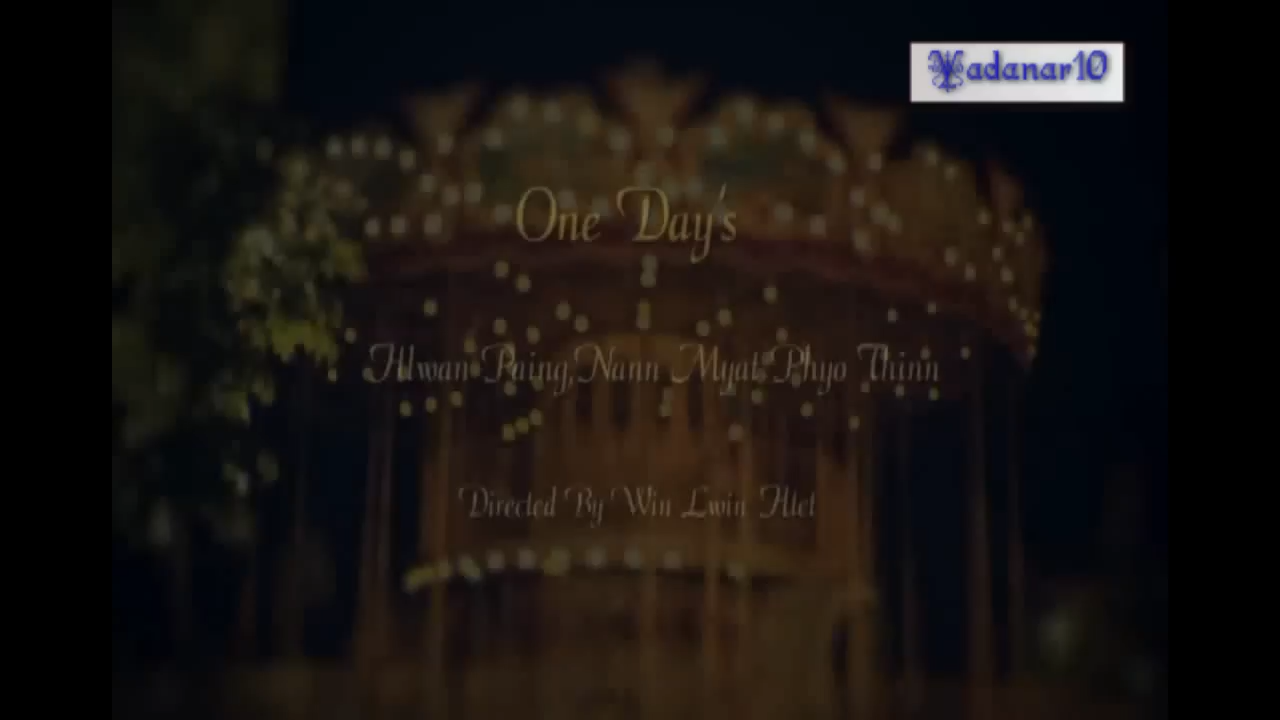 Yadanar10
One Day's
Hlwan Paing,Nann Myat Phyo Thinn
Directed By Win Lwin Htet